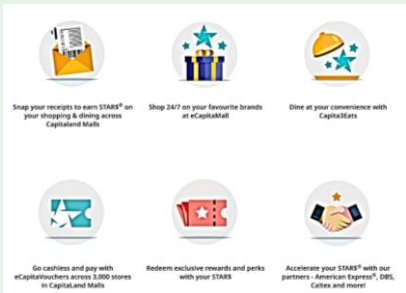 Snap your receipts to earn STAR$® on
your shopping & dining across
Capitaland Malls
Shop 24/7 on your favourite brands
at eCapitaMall
Dine at your convenience with
Capita3Eats
Go cashless and pay with
eCapitaVouchers across 3,000 stores
in CapitaLand Malls
Redeem exclusive rewards and perks
with your STAR$
Accelerate your STAR$® with our
partners - American Express®, DBS,
Caltex and more!